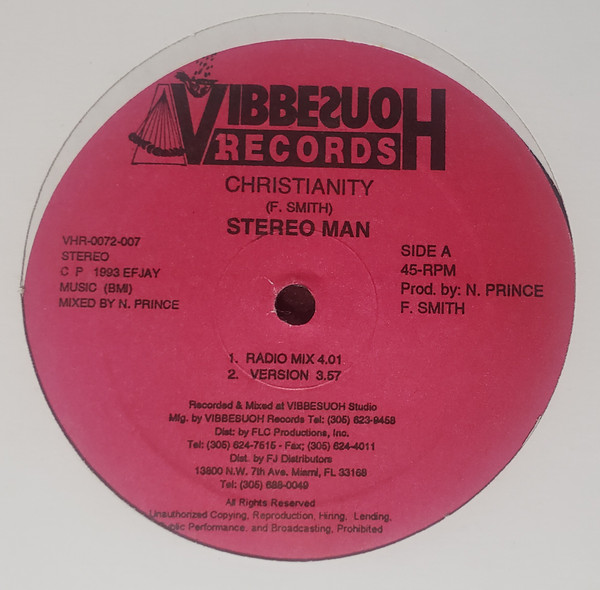 VIBBESUOH
RECORDS
CHRISTIANITY
(F. SMITH)
STEREO MAN
VHR-0072-007
STEREO
C P 1993 EFJAY
MUSIC (BMI)
MIXED BY N. PRINCE
SIDE A
45-RPM
Prod. by: N. PRINCE
F. SMITH
1. RADIO MIX 4.01
2. VERSION 3.57
Recorded & Mixed at VIBBESUOH Studio
Mfg. by VIBBESUOH Records Tel: (305) 623-9458
Dist: by FLC Productions, Inc.
Tel: (305) 624-7615 - Fax; (305) 624-4011
Dist. by FJ Distributors
13800 N.W. 7th Ave. Miami, FL 33168
Tel: (305) 688-0049
All Rights Reserved
Unauthorized Copying, Reproduction, Hiring, Lending,
Public Performance, and Broadcasting, Prohibited